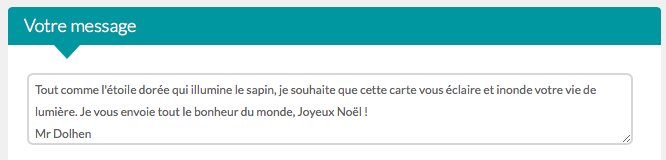 Votre message
Tout comme l'étoile dorée qui illumine le sapin, je souhaite que cette carte vous éclaire et inonde votre vie de
lumière. Je vous envoie tout le bonheur du monde, Joyeux Noël !
Mr Dolhen